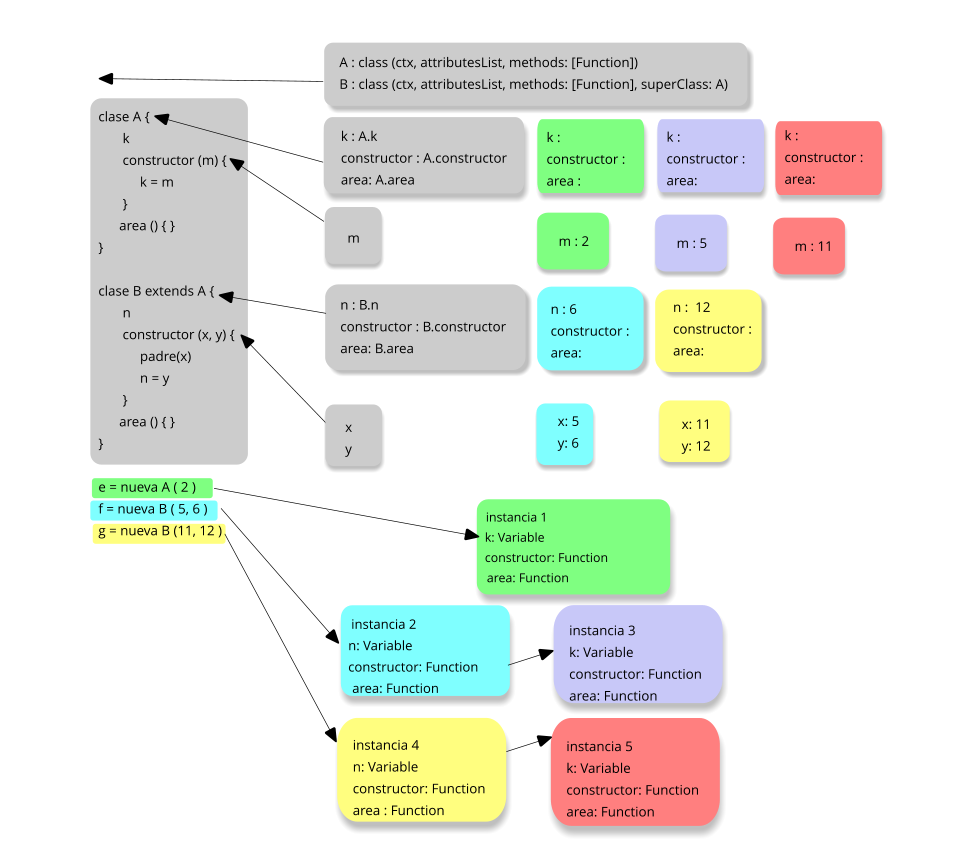 A : class (ctx, attributesList, methods: [Function])
B : class (ctx, attributesList, methods: [Function], superClass: A)
clase A {
k
constructor (m) {
k = m
}
area () { }
}
clase B extends A {
n
constructor (x, y) {
padre(x)
n = y
}
area () { }
}
k : A.k
constructor : A.constructor
area: A.area
k :
constructor :
area :
k :
constructor :
area:
k :
constructor :
area:
m
m : 2
m : 5
m : 11
n : B.n
constructor : B.constructor
area: B.area
n : 6
constructor :
area:
n : 12
constructor :
area:
x
y
x: 5
y: 6
x: 11
y: 12
e = nueva A ( 2 )
f = nueva B ( 5, 6 )
g = nueva B (11, 12 )
instancia 1
k: Variable
constructor: Function
area: Function
instancia 2
n: Variable
constructor: Function
area: Function
instancia 3
k: Variable
constructor: Function
area: Function
instancia 4
n: Variable
constructor: Function
area : Function
instancia 5
k: Variable
constructor: Function
area: Function